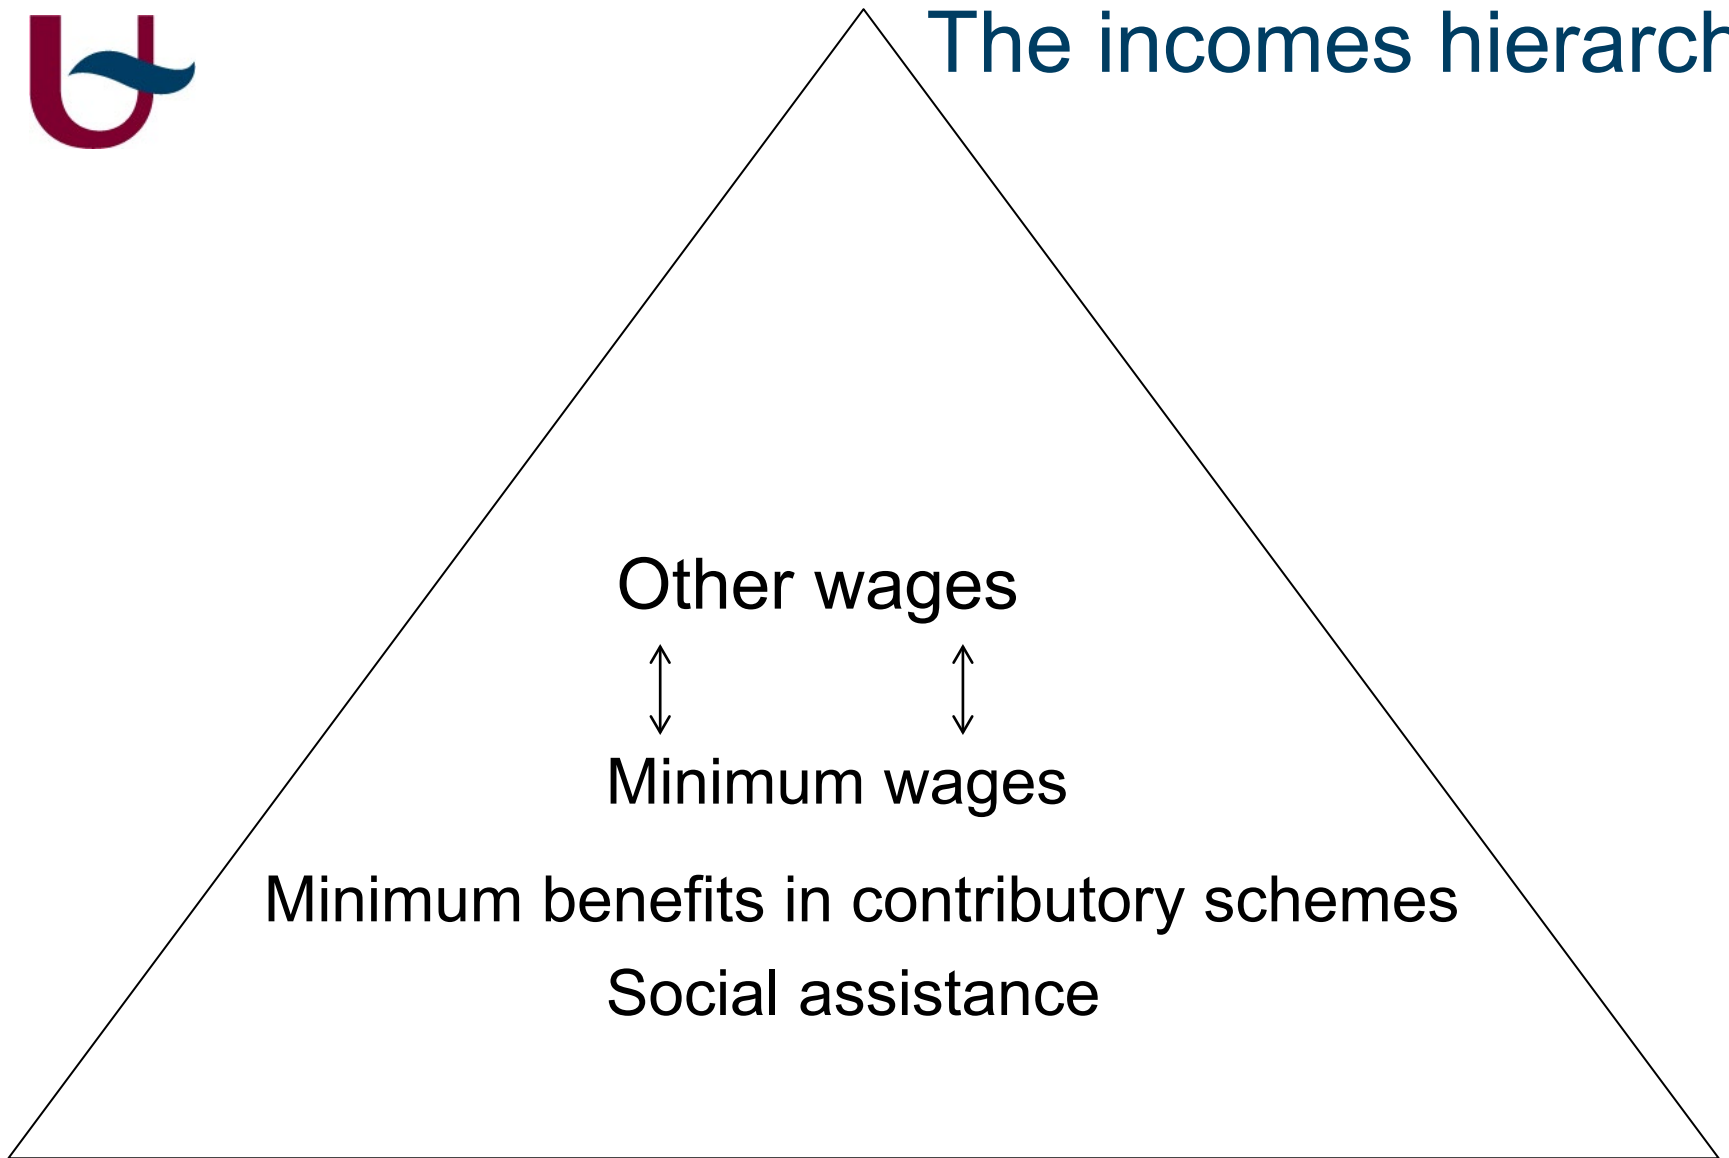 The incomes hierarch
Other wages
Minimum wages
Minimum benefits in contributory schemes
Social assistance